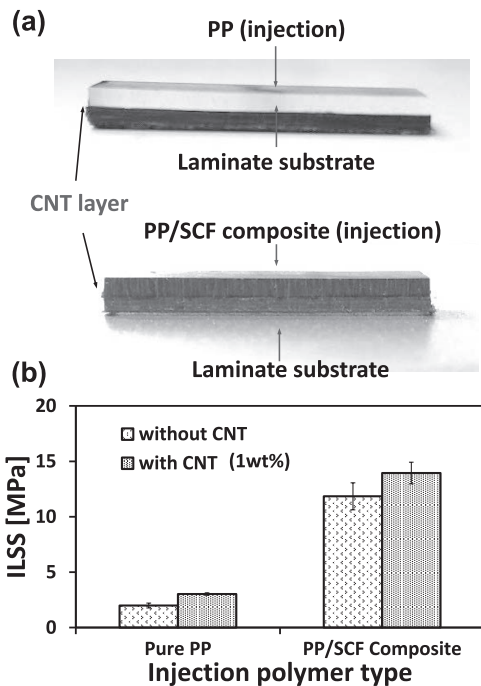 (a)
PP (injection)
Laminate substrate
CNT layer
PP/SCF composite (injection)
Laminate substrate
(b)
20
15
10
5
0
ILSS [MPa]
without CNT
with CNT (1wt%)
Pure PP
PP/SCF Composite
Injection polymer type